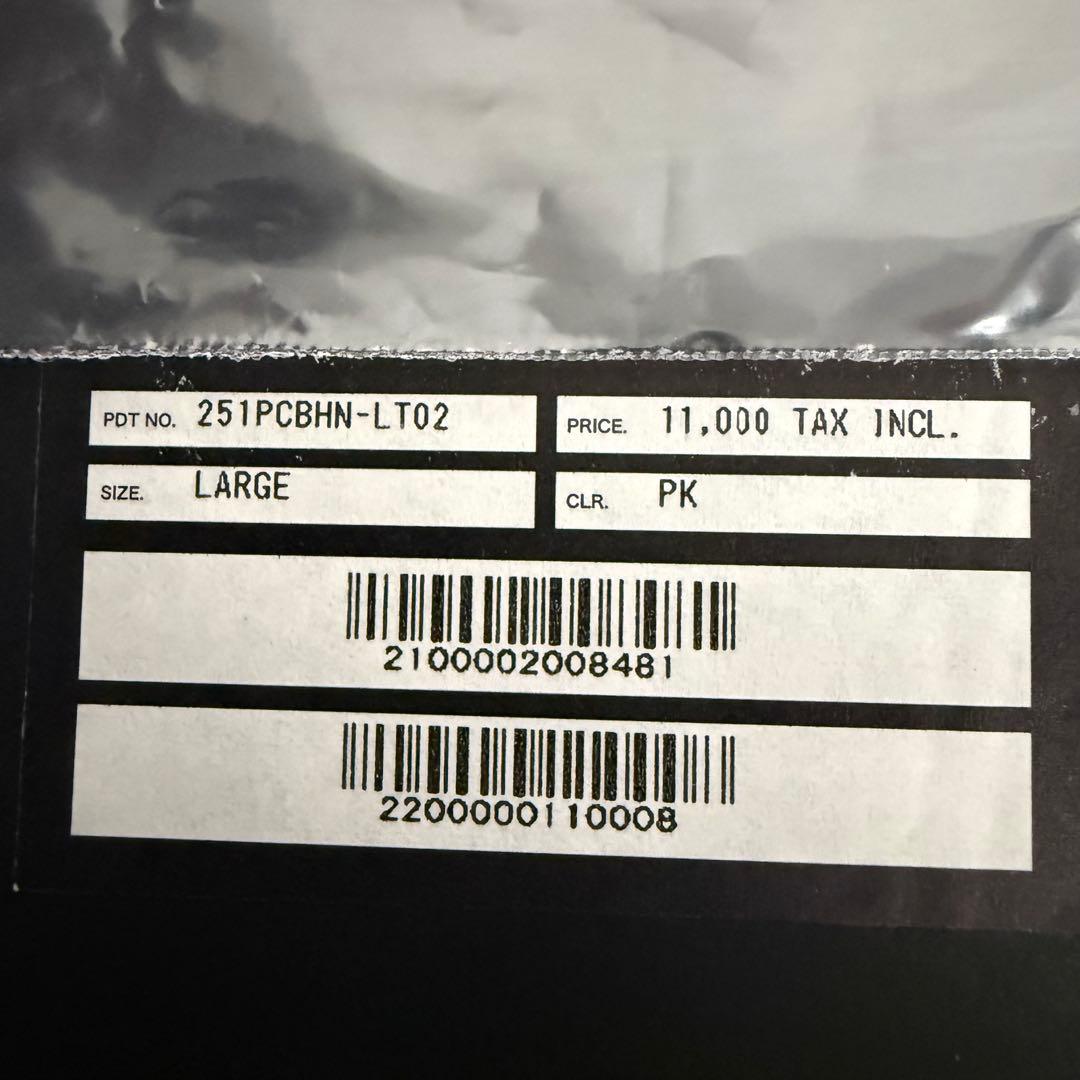 PDT NO. 251PCBHN-LT02
PRICE. 11,000 TAX INCL.
SIZE. LARGE
CLR. PK
2100002008481
2200000110008